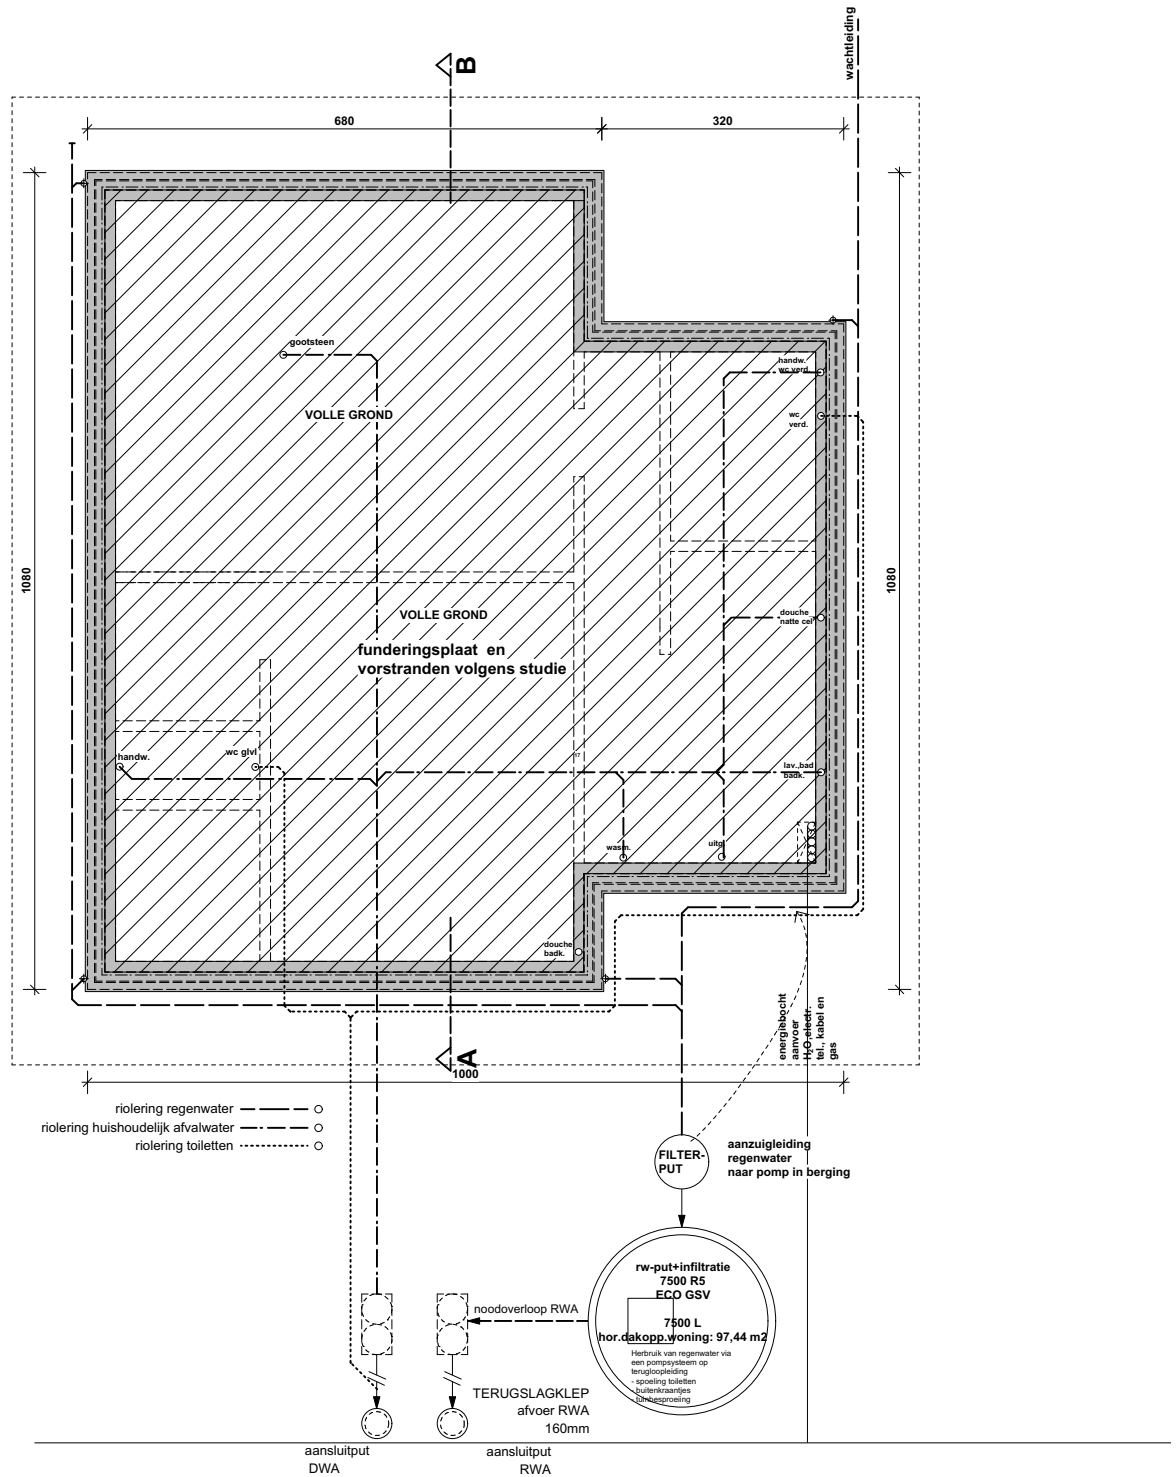 wachtleiding
B
680
320
gootsteen
handw.
wc verd.
VOLLE GROND
wc
verd.
1080
1080
VOLLE GROND
douche
natte cel
funderingsplaat en
vorstranden volgens studie
handw.
wc glvl
lav.,bad
badk.
wasm.
uitg.
douche
badk.
energiebocht
aanvoer
H₂O,electr.
tel., kabel en
gas
A
1000
riolering regenwater
riolering huishoudelijk afvalwater
riolering toiletten
FILTER-
PUT
aanzuigleiding
regenwater
naar pomp in berging
rw-put+infiltratie
7500 R5
ECO GSV
7500 L
hor.dakopp.woning: 97,44 m2
Herbruik van regenwater via
een pompsysteem op
terugloopleiding
- spoeling toiletten
- buitenkraantjes
- tuinbesproeiing
noodoverloop RWA
TERUGSLAGKLEP
afvoer RWA
160mm
aansluitput
DWA
aansluitput
RWA